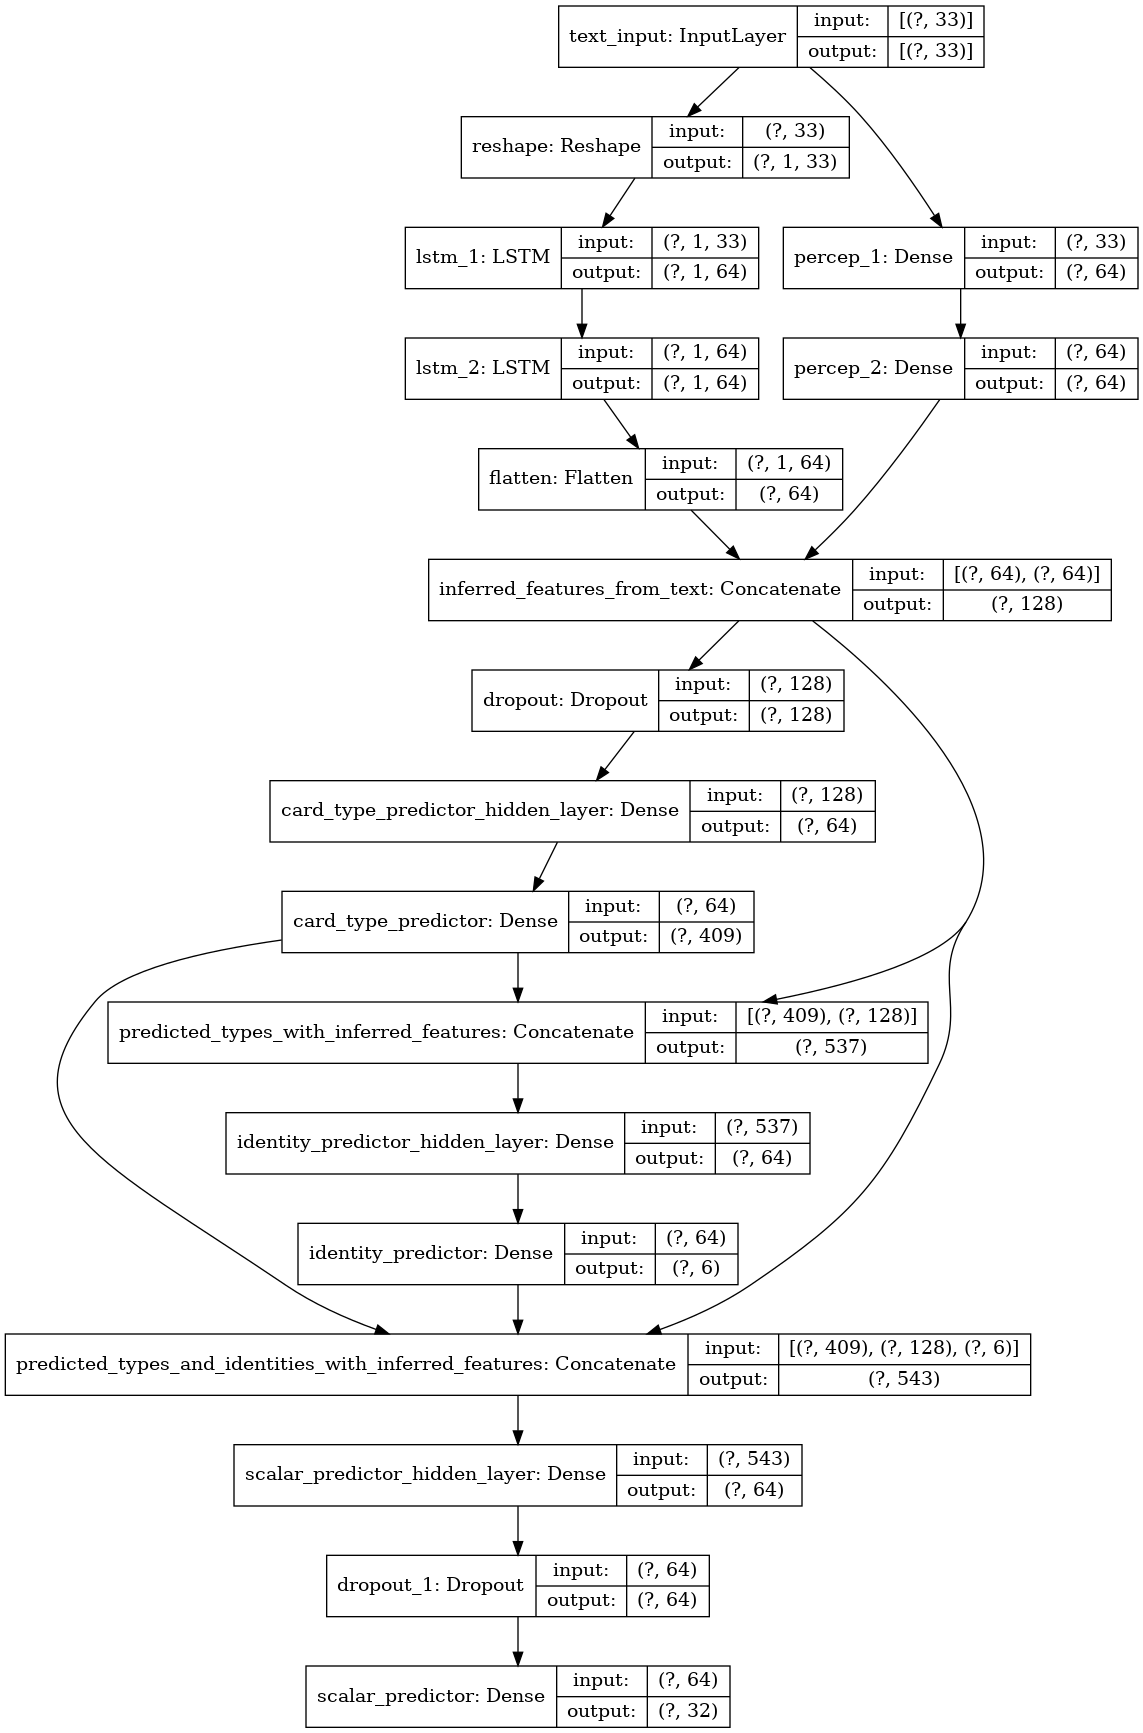 text_input: InputLayer
input: [(?, 33)]
output: [(?, 33)]
reshape: Reshape
input: (?, 33)
output: (?, 1, 33)
lstm_1: LSTM
input: (?, 1, 33)
output: (?, 1, 64)
percep_1: Dense
input: (?, 33)
output: (?, 64)
lstm_2: LSTM
input: (?, 1, 64)
output: (?, 1, 64)
percep_2: Dense
input: (?, 64)
output: (?, 64)
flatten: Flatten
input: (?, 1, 64)
output: (?, 64)
inferred_features_from_text: Concatenate
input: [(?, 64), (?, 64)]
output: (?, 128)
dropout: Dropout
input: (?, 128)
output: (?, 128)
card_type_predictor_hidden_layer: Dense
input: (?, 128)
output: (?, 64)
card_type_predictor: Dense
input: (?, 64)
output: (?, 409)
predicted_types_with_inferred_features: Concatenate
input: [(?, 409), (?, 128)]
output: (?, 537)
identity_predictor_hidden_layer: Dense
input: (?, 537)
output: (?, 64)
identity_predictor: Dense
input: (?, 64)
output: (?, 6)
predicted_types_and_identities_with_inferred_features: Concatenate
input: [(?, 409), (?, 128), (?, 6)]
output: (?, 543)
scalar_predictor_hidden_layer: Dense
input: (?, 543)
output: (?, 64)
dropout_1: Dropout
input: (?, 64)
output: (?, 64)
scalar_predictor: Dense
input: (?, 64)
output: (?, 32)